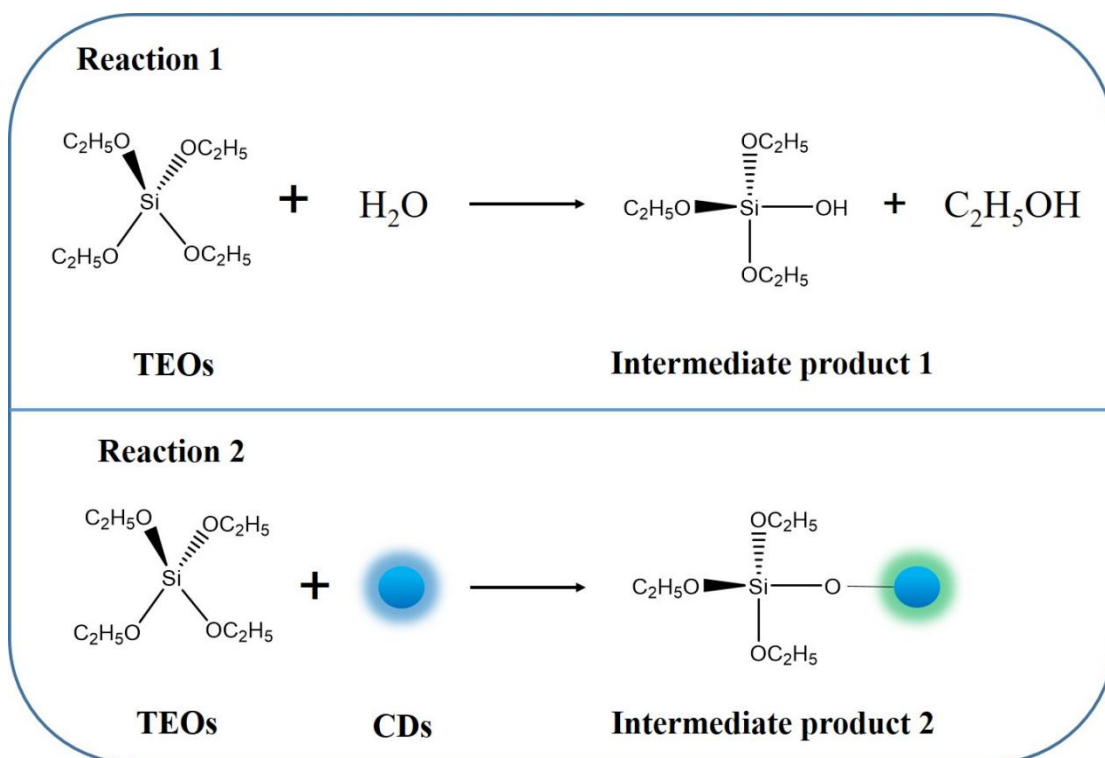 Reaction 1
C₂H₅O
OC₂H₅
Si
C₂H₅O
OC₂H₅
TEOs
+
H₂O
OC₂H₅
C₂H₅O
Si
OH
OC₂H₅
+
C₂H₅OH
Intermediate product 1
Reaction 2
C₂H₅O
OC₂H₅
Si
C₂H₅O
OC₂H₅
TEOs
+
CDs
OC₂H₅
C₂H₅O
Si
O
OC₂H₅
Intermediate product 2